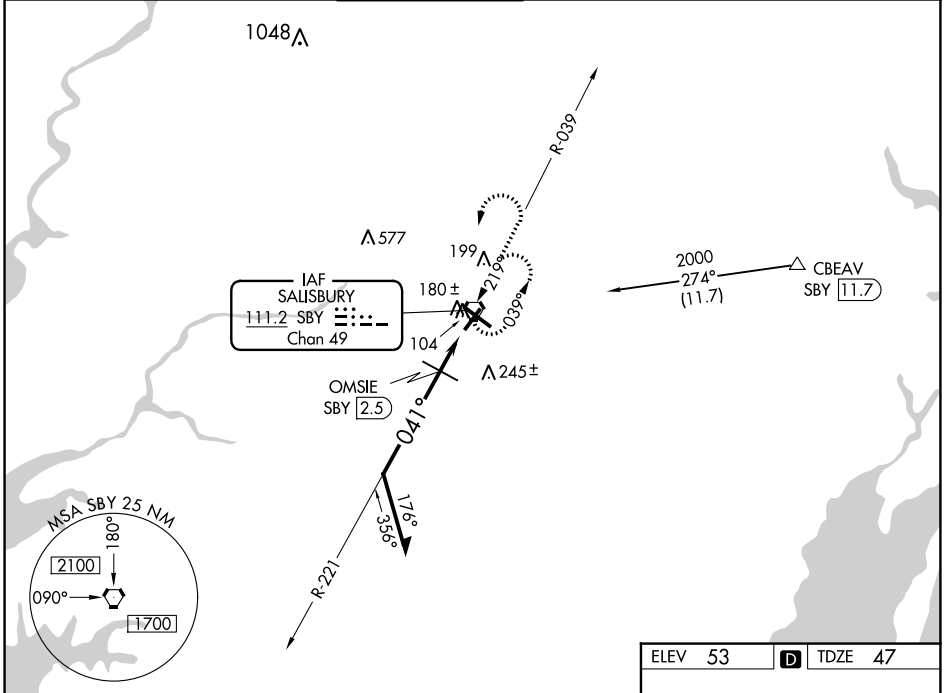 1048
R-039
577
199
219°
2000
274°
(11.7)
CBEAV
SBY 11.7
IAF
SALISBURY
111.2 SBY
Chan 49
180±
039°
104
245±
OMSIE
SBY 2.5
041°
176°
356°
R-221
MSA SBY 25 NM
180°
2100
090°
1700
ELEV 53 D TDZE 47